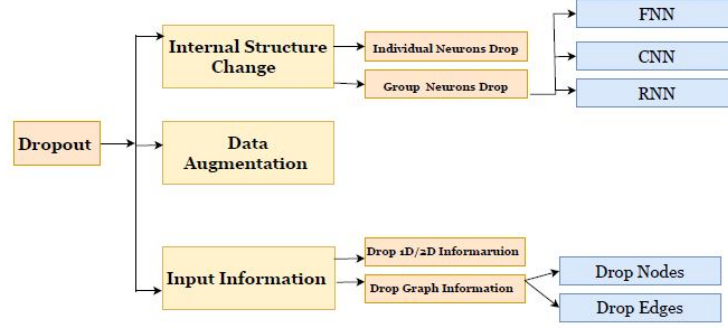 Dropout
Internal Structure
Change
Individual Neurons Drop
Group Neurons Drop
FNN
CNN
RNN
Data
Augmentation
Input Information
Drop 1D/2D Informaruion
Drop Graph Information
Drop Nodes
Drop Edges